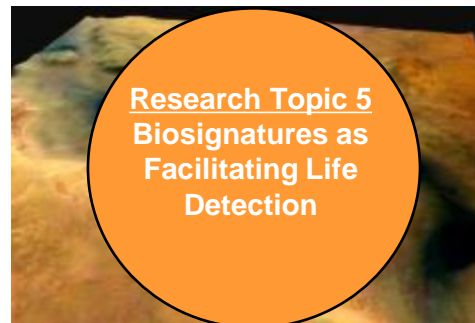 Research Topic 5
Biosignatures as
Facilitating Life
Detection